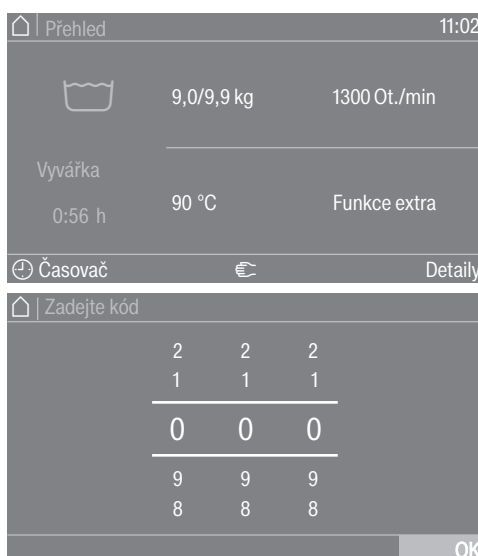 Přehled 11:02
9,0/9,9 kg 1300 Ot./min
Vyvářka
0:56 h
90 °C Funkce extra
Časovač Detaily
Zadejte kód
2 2 2
1 1 1
0 0 0
9 9 9
8 8 8
OK